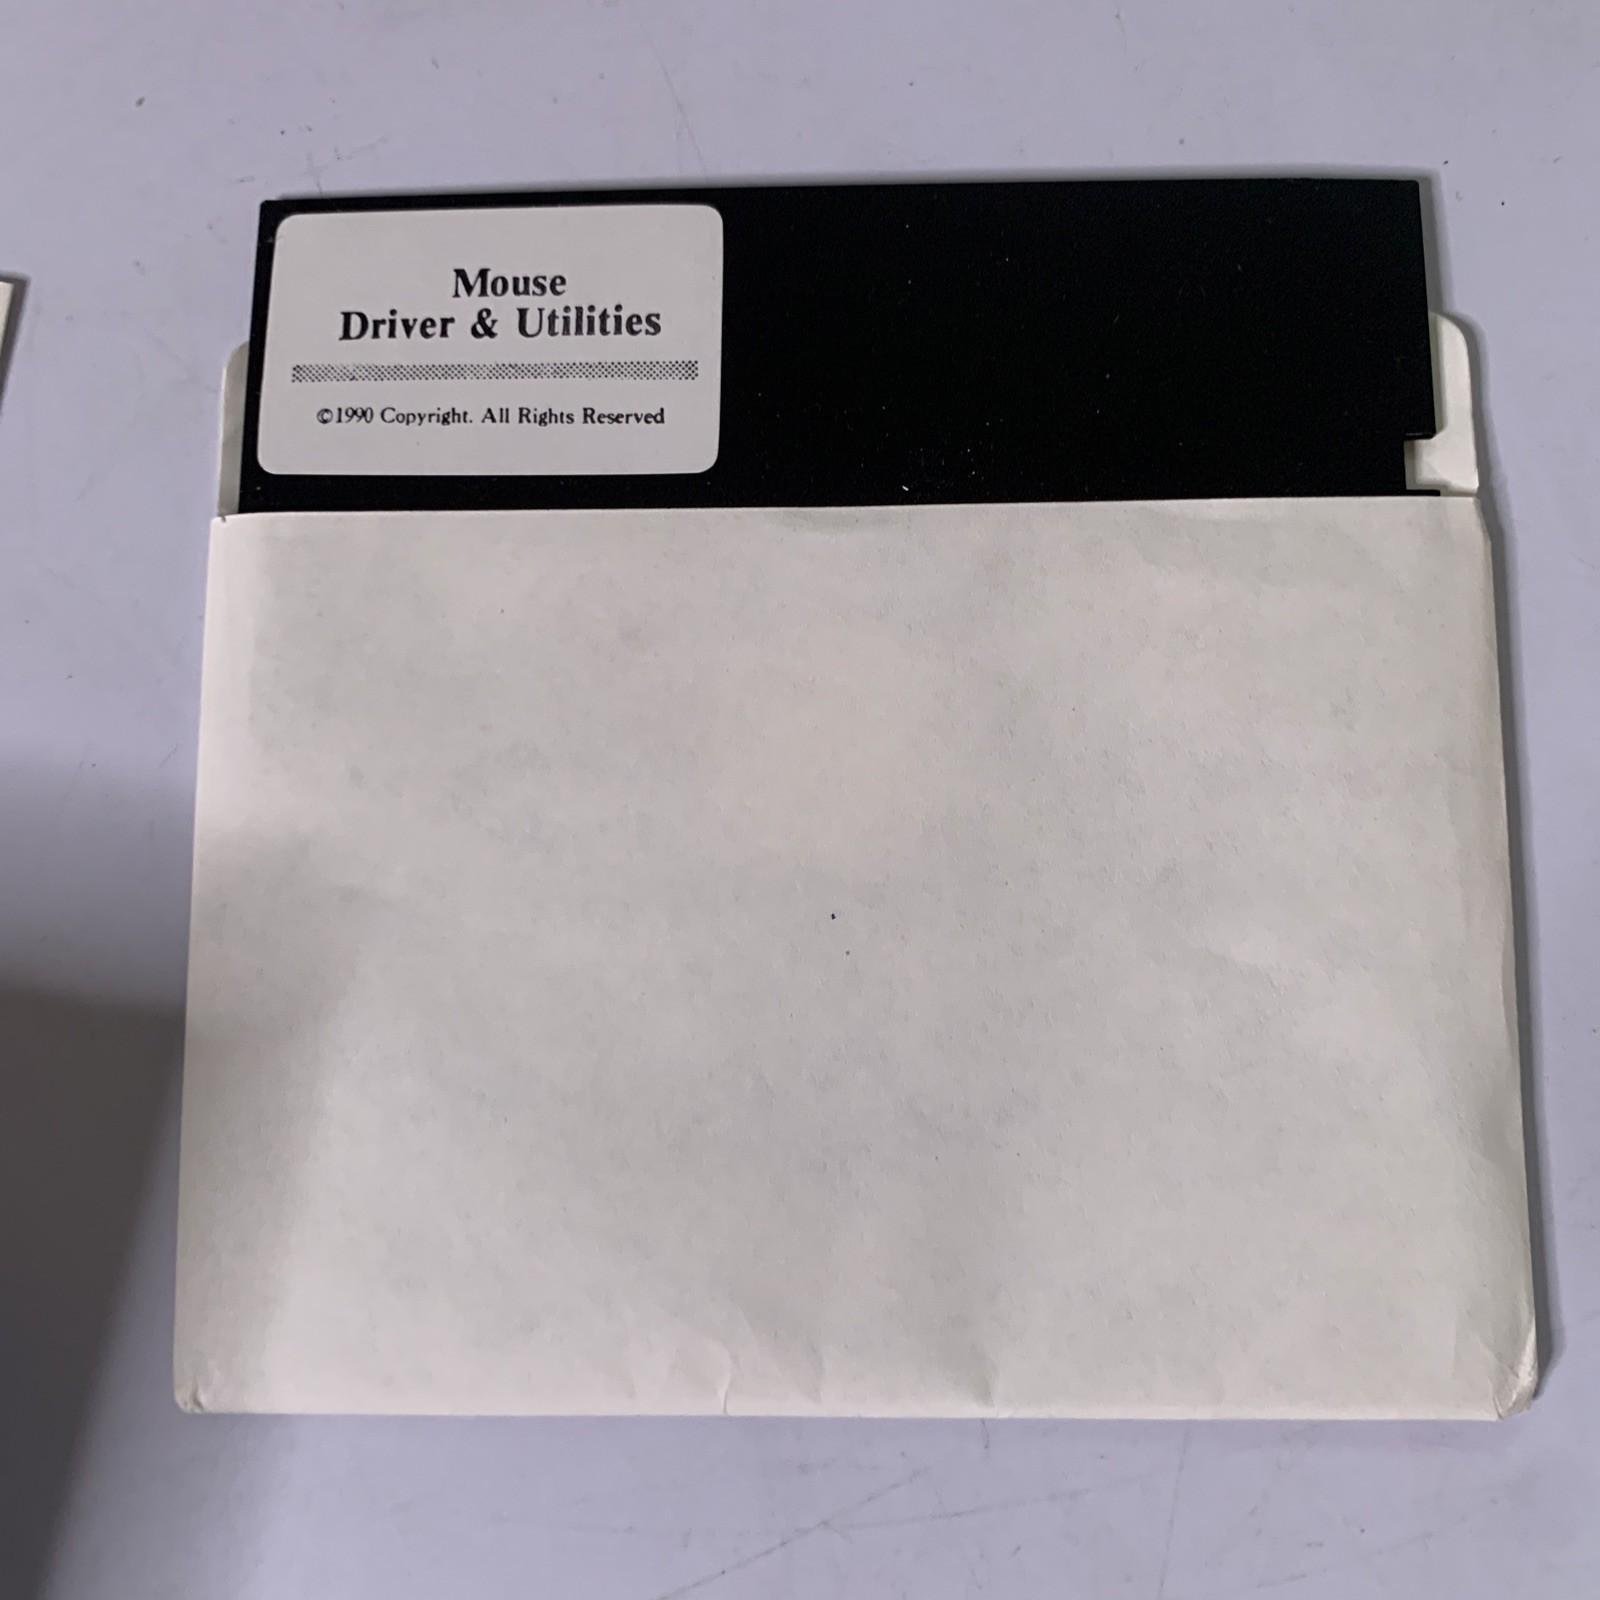 Mouse
Driver & Utilities
©1990 Copyright. All Rights Reserved